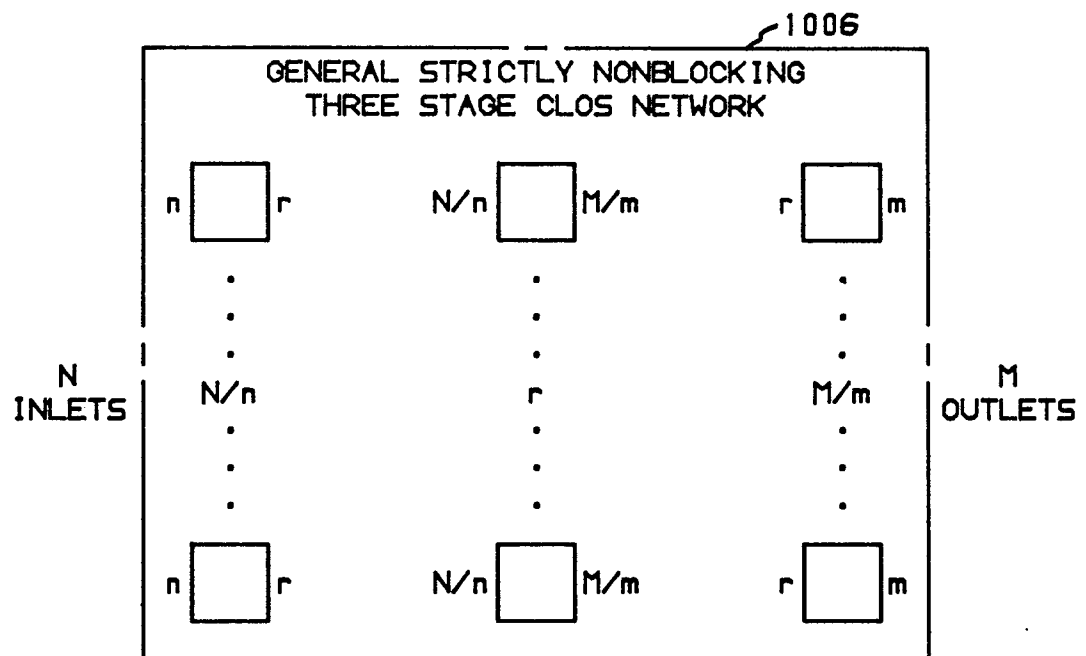 1006
GENERAL STRICTLY NONBLOCKING
THREE STAGE CLOS NETWORK
n r N/n M/m r m
N INLETS
N/n r M/m
M OUTLETS
n r N/n M/m r m